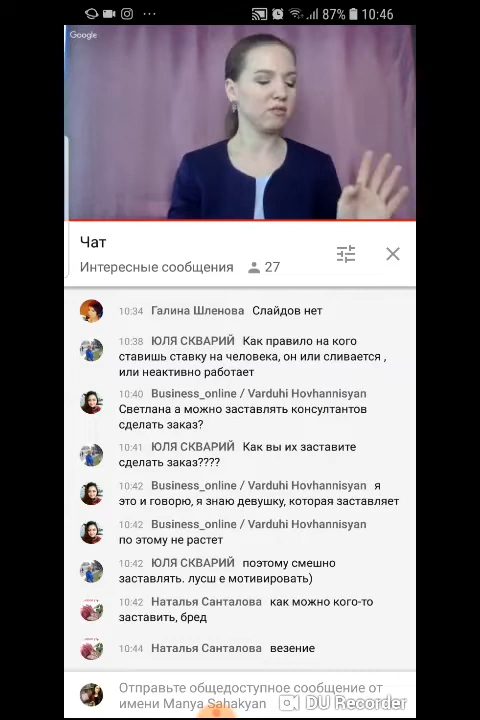 87% 10:46
Google
Чат
Интересные сообщения 27
10:34 Галина Шленова Слайдов нет
10:38 ЮЛЯ СКВАРИЙ Как правило на кого
ставишь ставку на человека, он или сливается ,
или неактивно работает
10:40 Business_online / Varduhi Hovhannisyan
Светлана а можно заставлять консултантов
сделать заказ?
10:41 ЮЛЯ СКВАРИЙ Как вы их заставите
сделать заказ????
10:42 Business_online / Varduhi Hovhannisyan я
это и говорю, я знаю девушку, которая заставляет
10:42 Business_online / Varduhi Hovhannisyan
по этому не растет
10:42 ЮЛЯ СКВАРИЙ поэтому смешно
заставлять. лусш е мотивировать)
10:42 Наталья Санталова как можно кого-то
заставить, бред
10:44 Наталья Санталова везение
Отправьте общедоступное сообщение от
имени Manya Sahakyan
DU Recorder